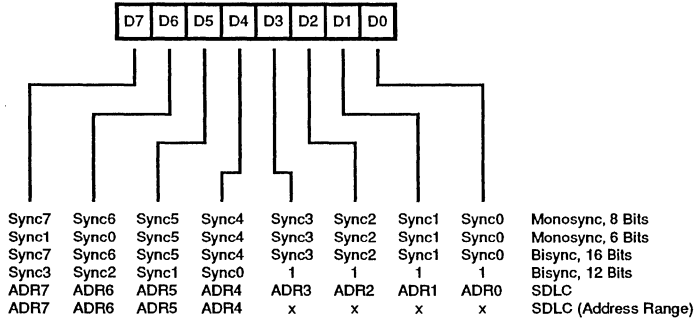 D7 D6 D5 D4 D3 D2 D1 D0
Sync7 Sync6 Sync5 Sync4 Sync3 Sync2 Sync1 Sync0 Monosync, 8 Bits
Sync1 Sync0 Sync5 Sync4 Sync3 Sync2 Sync1 Sync0 Monosync, 6 Bits
Sync7 Sync6 Sync5 Sync4 Sync3 Sync2 Sync1 Sync0 Bisync, 16 Bits
Sync3 Sync2 Sync1 Sync0 1 1 1 1 Bisync, 12 Bits
ADR7 ADR6 ADR5 ADR4 ADR3 ADR2 ADR1 ADR0 SDLC
ADR7 ADR6 ADR5 ADR4 x x x x SDLC (Address Range)